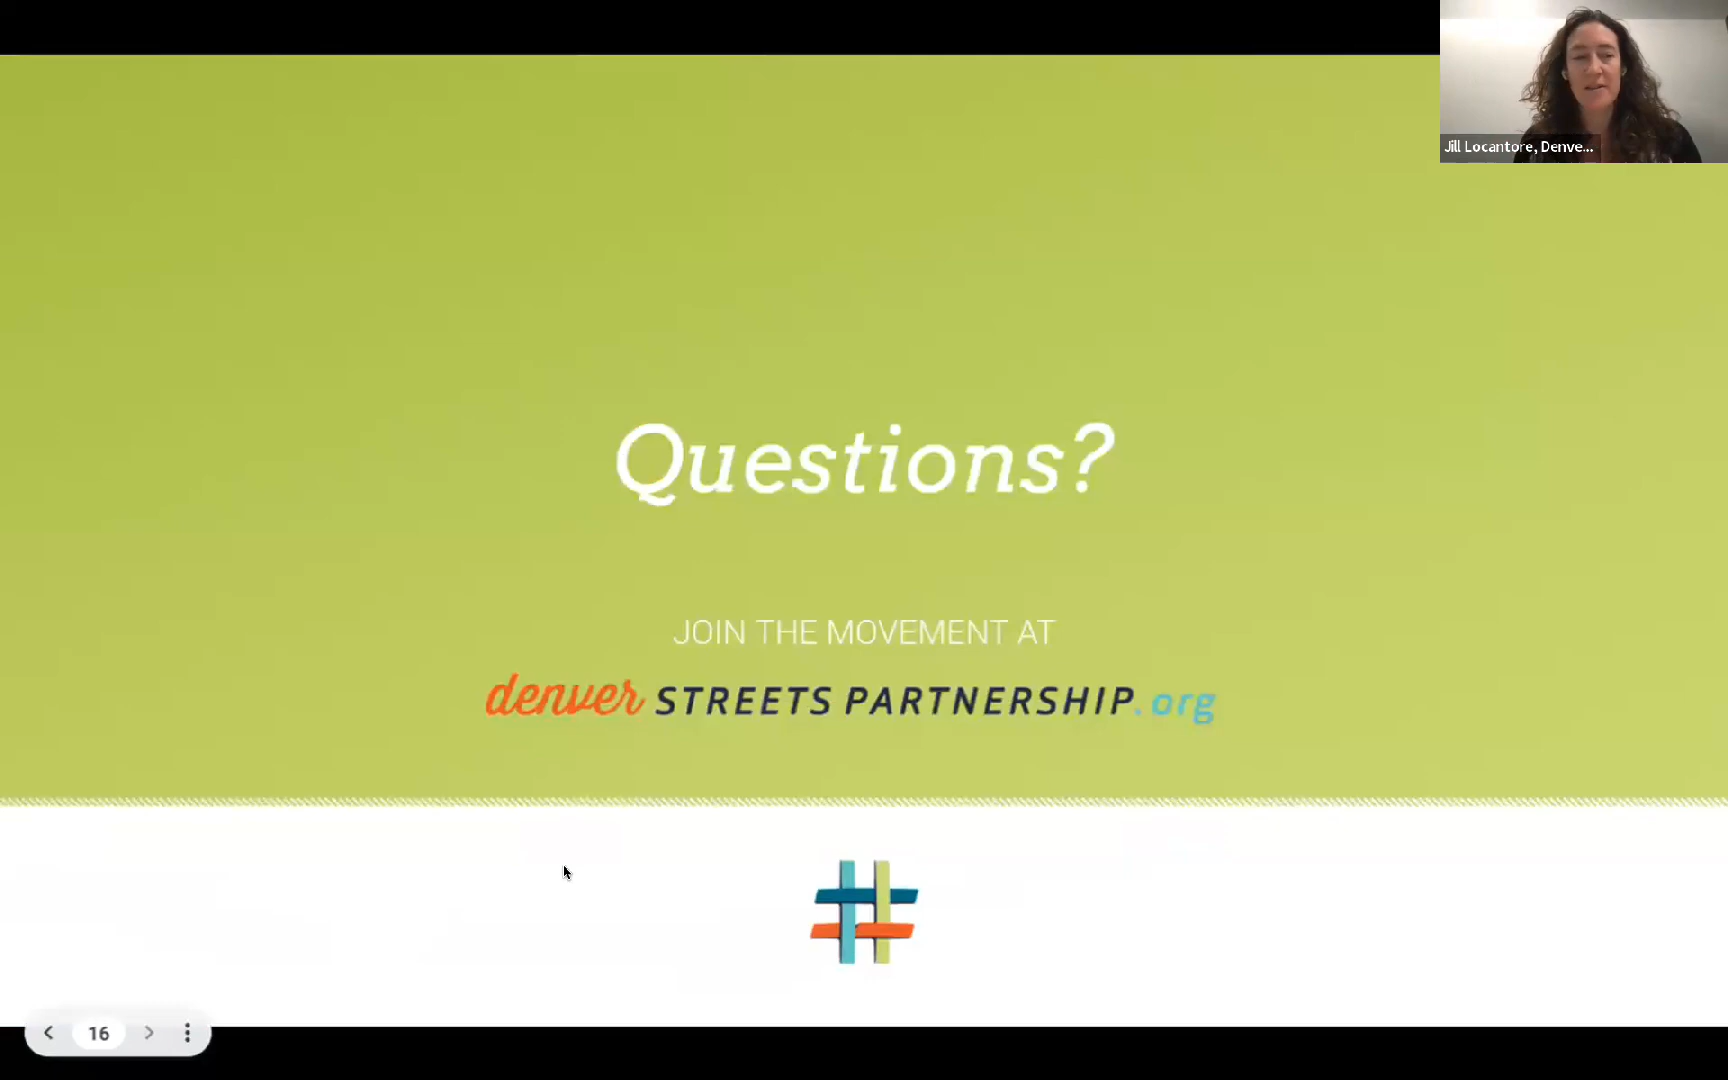 Jill Locantore, Denve...
Questions?
JOIN THE MOVEMENT AT
denver STREETS PARTNERSHIP.org
16